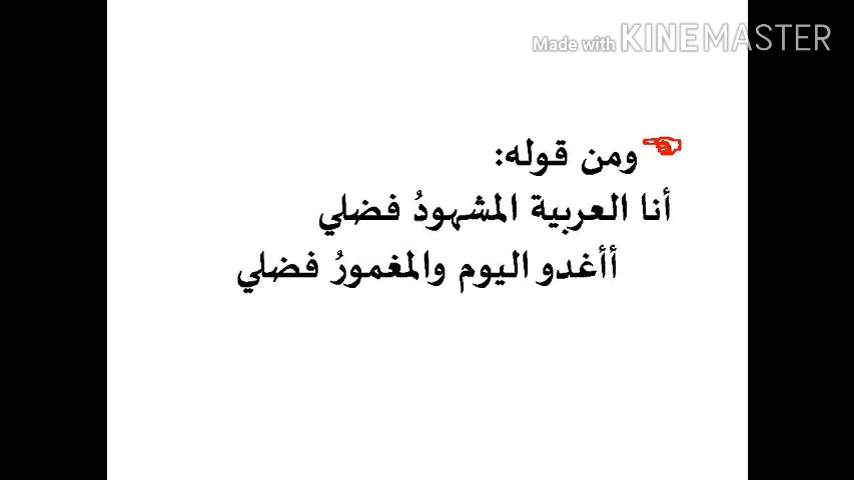 Made with KINEMASTER
ومن قوله:
أنا العربية المشهودُ فضلي
أأغدو اليوم والمغمورُ فضلي